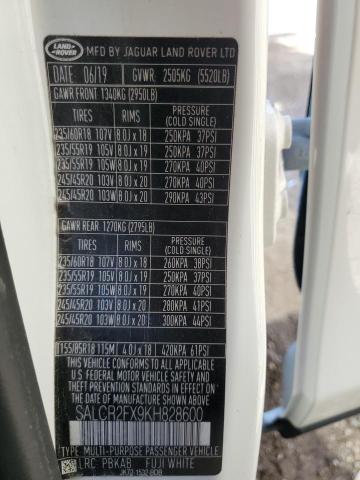 LAND ROVER
MFD BY JAGUAR LAND ROVER LTD
DATE 06/19 GVWR 2505KG (5520LB)
GAWR FRONT 1340KG (2950LB)
TIRES RIMS PRESSURE (COLD SINGLE)
235/60R18 107V 8.0J x 18 250KPA 37PSI
235/55R19 105V 8.0J x 19 250KPA 37PSI
235/55R19 105W 8.0J x 19 270KPA 40PSI
245/45R20 103V 8.0J x 20 270KPA 40PSI
245/45R20 103W 8.0J x 20 290KPA 43PSI
GAWR REAR 1270KG (2795LB)
TIRES RIMS PRESSURE (COLD SINGLE)
235/60R18 107V 8.0J x 18 260KPA 38PSI
235/55R19 105V 8.0J x 19 250KPA 37PSI
235/55R19 105W 8.0J x 19 270KPA 40PSI
245/45R20 103V 8.0J x 20 280KPA 41PSI
245/45R20 103W 8.0J x 20 300KPA 44PSI
T155/85R18 115M 4.0J x 18 420KPA 61PSI
THIS VEHICLE CONFORMS TO ALL APPLICABLE
U.S. FEDERAL MOTOR VEHICLE SAFETY
AND THEFT PREVENTION STANDARDS IN EFFECT ON
THE DATE OF MANUFACTURE SHOWN ABOVE.
SALCR2FX9KH828600
TYPE: MULTI-PURPOSE PASSENGER VEHICLE
LRC PBKAB FUJI WHITE